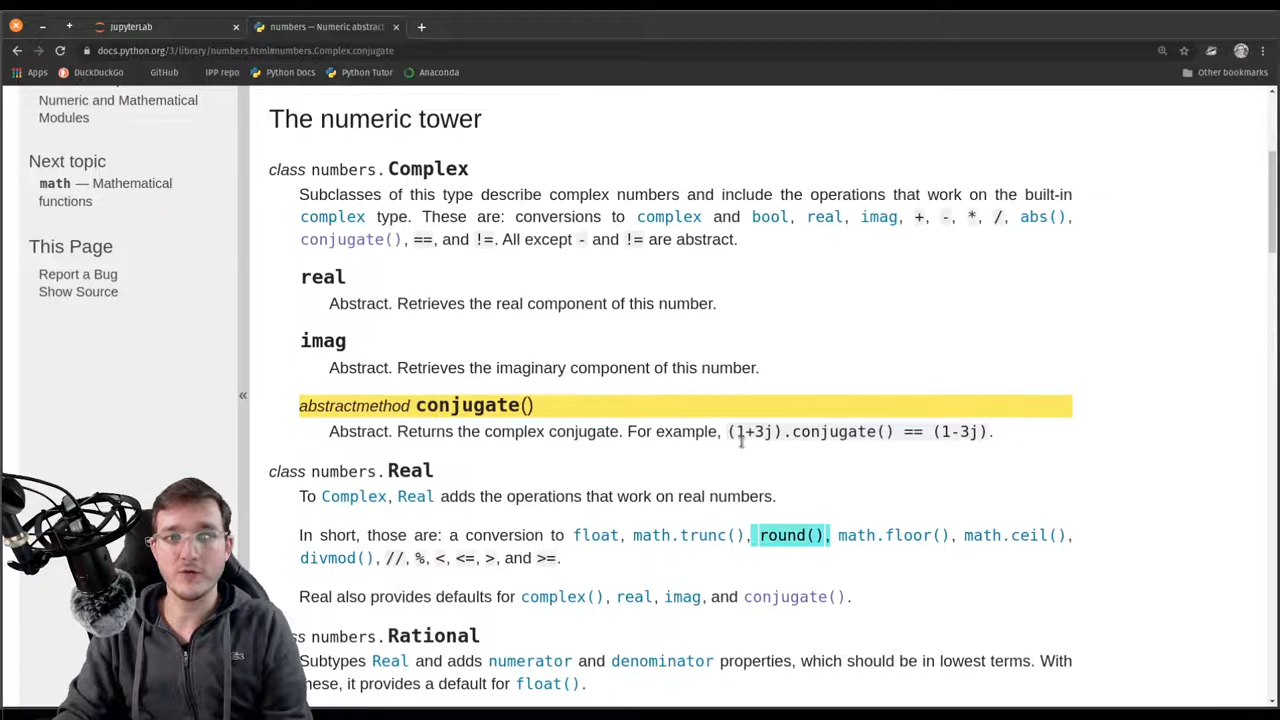 JupyterLab
numbers — Numeric abstrac
docs.python.org/3/library/numbers.html#numbers.Complex.conjugate
Apps DuckDuckGo GitHub IPP repo Python Docs Python Tutor Anaconda Other bookmarks
Numeric and Mathematical
Modules
Next topic
math — Mathematical
functions
This Page
Report a Bug
Show Source
«
The numeric tower
class numbers.Complex
Subclasses of this type describe complex numbers and include the operations that work on the built-in
complex type. These are: conversions to complex and bool, real, imag, +, -, *, /, abs(),
conjugate(), ==, and !=. All except - and != are abstract.
real
Abstract. Retrieves the real component of this number.
imag
Abstract. Retrieves the imaginary component of this number.
abstractmethod conjugate()
Abstract. Returns the complex conjugate. For example, (1+3j).conjugate() == (1-3j).
class numbers.Real
To Complex, Real adds the operations that work on real numbers.
In short, those are: a conversion to float, math.trunc(), round(), math.floor(), math.ceil(),
divmod(), //, %, <, <=, >, and >=.
Real also provides defaults for complex(), real, imag, and conjugate().
numbers.Rational
Subtypes Real and adds numerator and denominator properties, which should be in lowest terms. With
it provides a default for float().